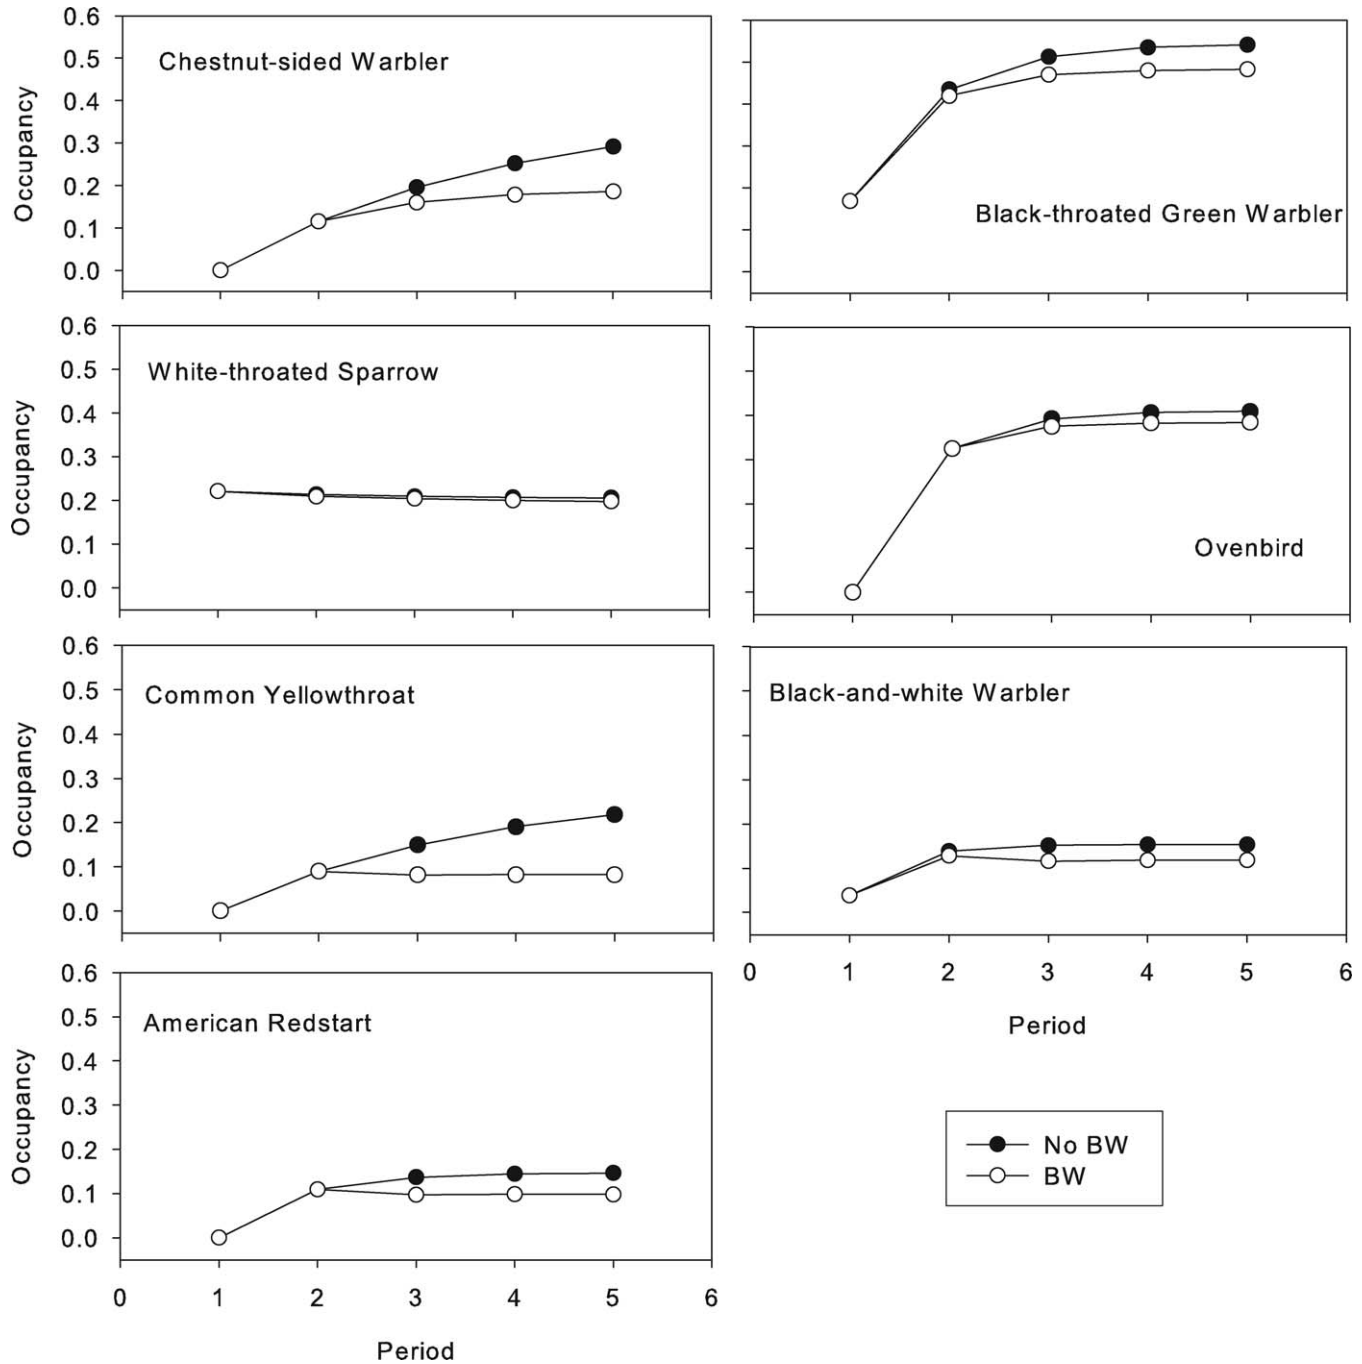 0.6
0.5
0.4
0.3
0.2
0.1
0.0
Occupancy
Chestnut-sided Warbler
Black-throated Green Warbler
0.6
0.5
0.4
0.3
0.2
0.1
0.0
Occupancy
White-throated Sparrow
Ovenbird
0.6
0.5
0.4
0.3
0.2
0.1
0.0
Occupancy
Common Yellowthroat
Black-and-white Warbler
0 1 2 3 4 5 6
Period
0.6
0.5
0.4
0.3
0.2
0.1
0.0
Occupancy
American Redstart
0 1 2 3 4 5 6
Period
No BW
BW